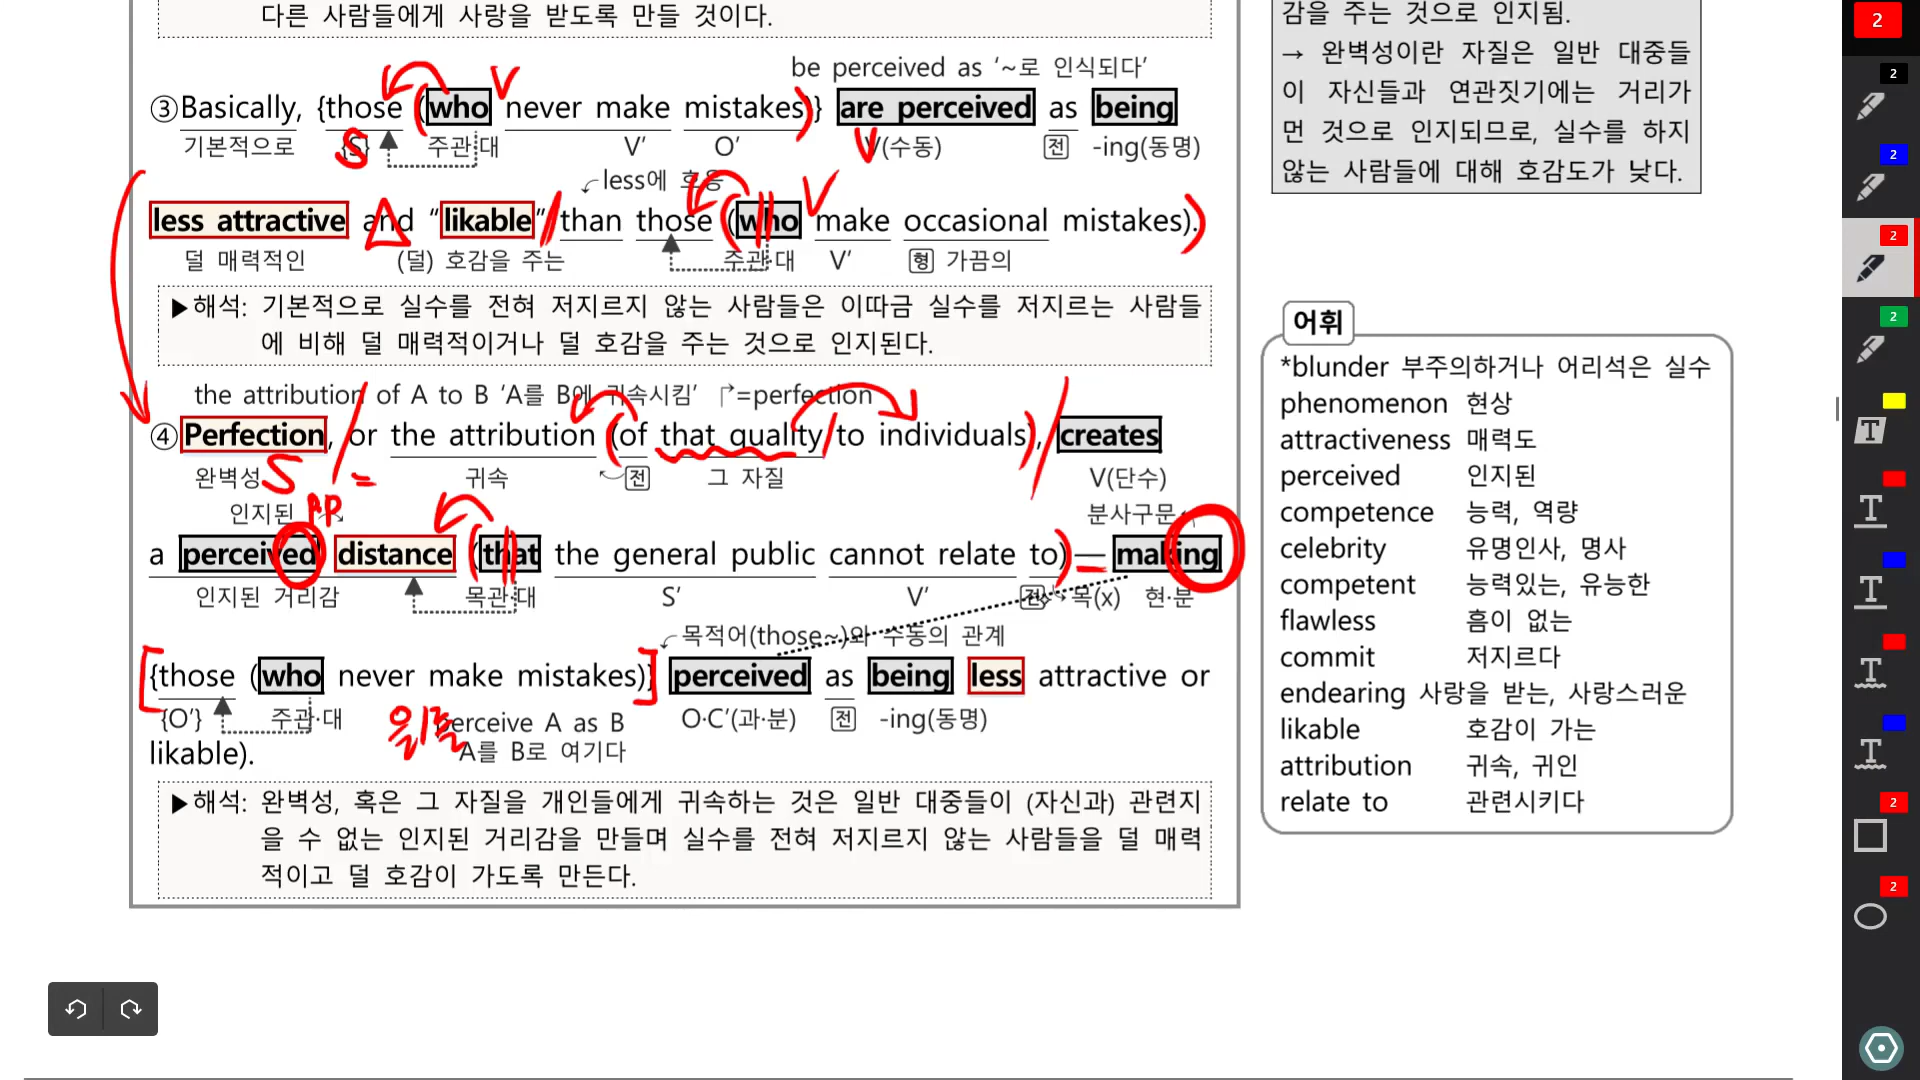 다른 사람들에게 사랑을 받도록 만들 것이다.
be perceived as ‘~로 인식되다’
③Basically, {those (who never make mistakes)} are perceived as being
기본적으로 {S} 주관·대 V’ O’ V(수동) 전 -ing(동명)
S V V
less에 호응
less attractive and “likable” than those (who make occasional mistakes).
V
덜 매력적인 (덜) 호감을 주는 주관·대 V’ 형 가끔의
▶해석: 기본적으로 실수를 전혀 저지르지 않는 사람들은 이따금 실수를 저지르는 사람들
에 비해 덜 매력적이거나 덜 호감을 주는 것으로 인지된다.
the attribution of A to B ‘A를 B에 귀속시킴’ =perfection
④Perfection, or the attribution (of that quality to individuals), creates
완벽성 S = 귀속 전 그 자질 V(단수)
인지된 pp 분사구문
a perceived distance (that the general public cannot relate to) — making
인지된 거리감 목관·대 S’ V’ 전 목(x) 현·분
목적어(those~)와 수동의 관계
{those (who never make mistakes)} perceived as being less attractive or
{O’} 주관·대 을/를 perceive A as B O·C’(과·분) 전 -ing(동명)
likable). A를 B로 여기다
▶해석: 완벽성, 혹은 그 자질을 개인들에게 귀속하는 것은 일반 대중들이 (자신과) 관련지
을 수 없는 인지된 거리감을 만들며 실수를 전혀 저지르지 않는 사람들을 덜 매력
적이고 덜 호감이 가도록 만든다.
감을 주는 것으로 인지됨.
→ 완벽성이란 자질은 일반 대중들
이 자신들과 연관짓기에는 거리가
먼 것으로 인지되므로, 실수를 하지
않는 사람들에 대해 호감도가 낮다.
어휘
*blunder 부주의하거나 어리석은 실수
phenomenon 현상
attractiveness 매력도
perceived 인지된
competence 능력, 역량
celebrity 유명인사, 명사
competent 능력있는, 유능한
flawless 흠이 없는
commit 저지르다
endearing 사랑을 받는, 사랑스러운
likable 호감이 가는
attribution 귀속, 귀인
relate to 관련시키다
2
2
2
2
2
T
T
T
T
T
2
2